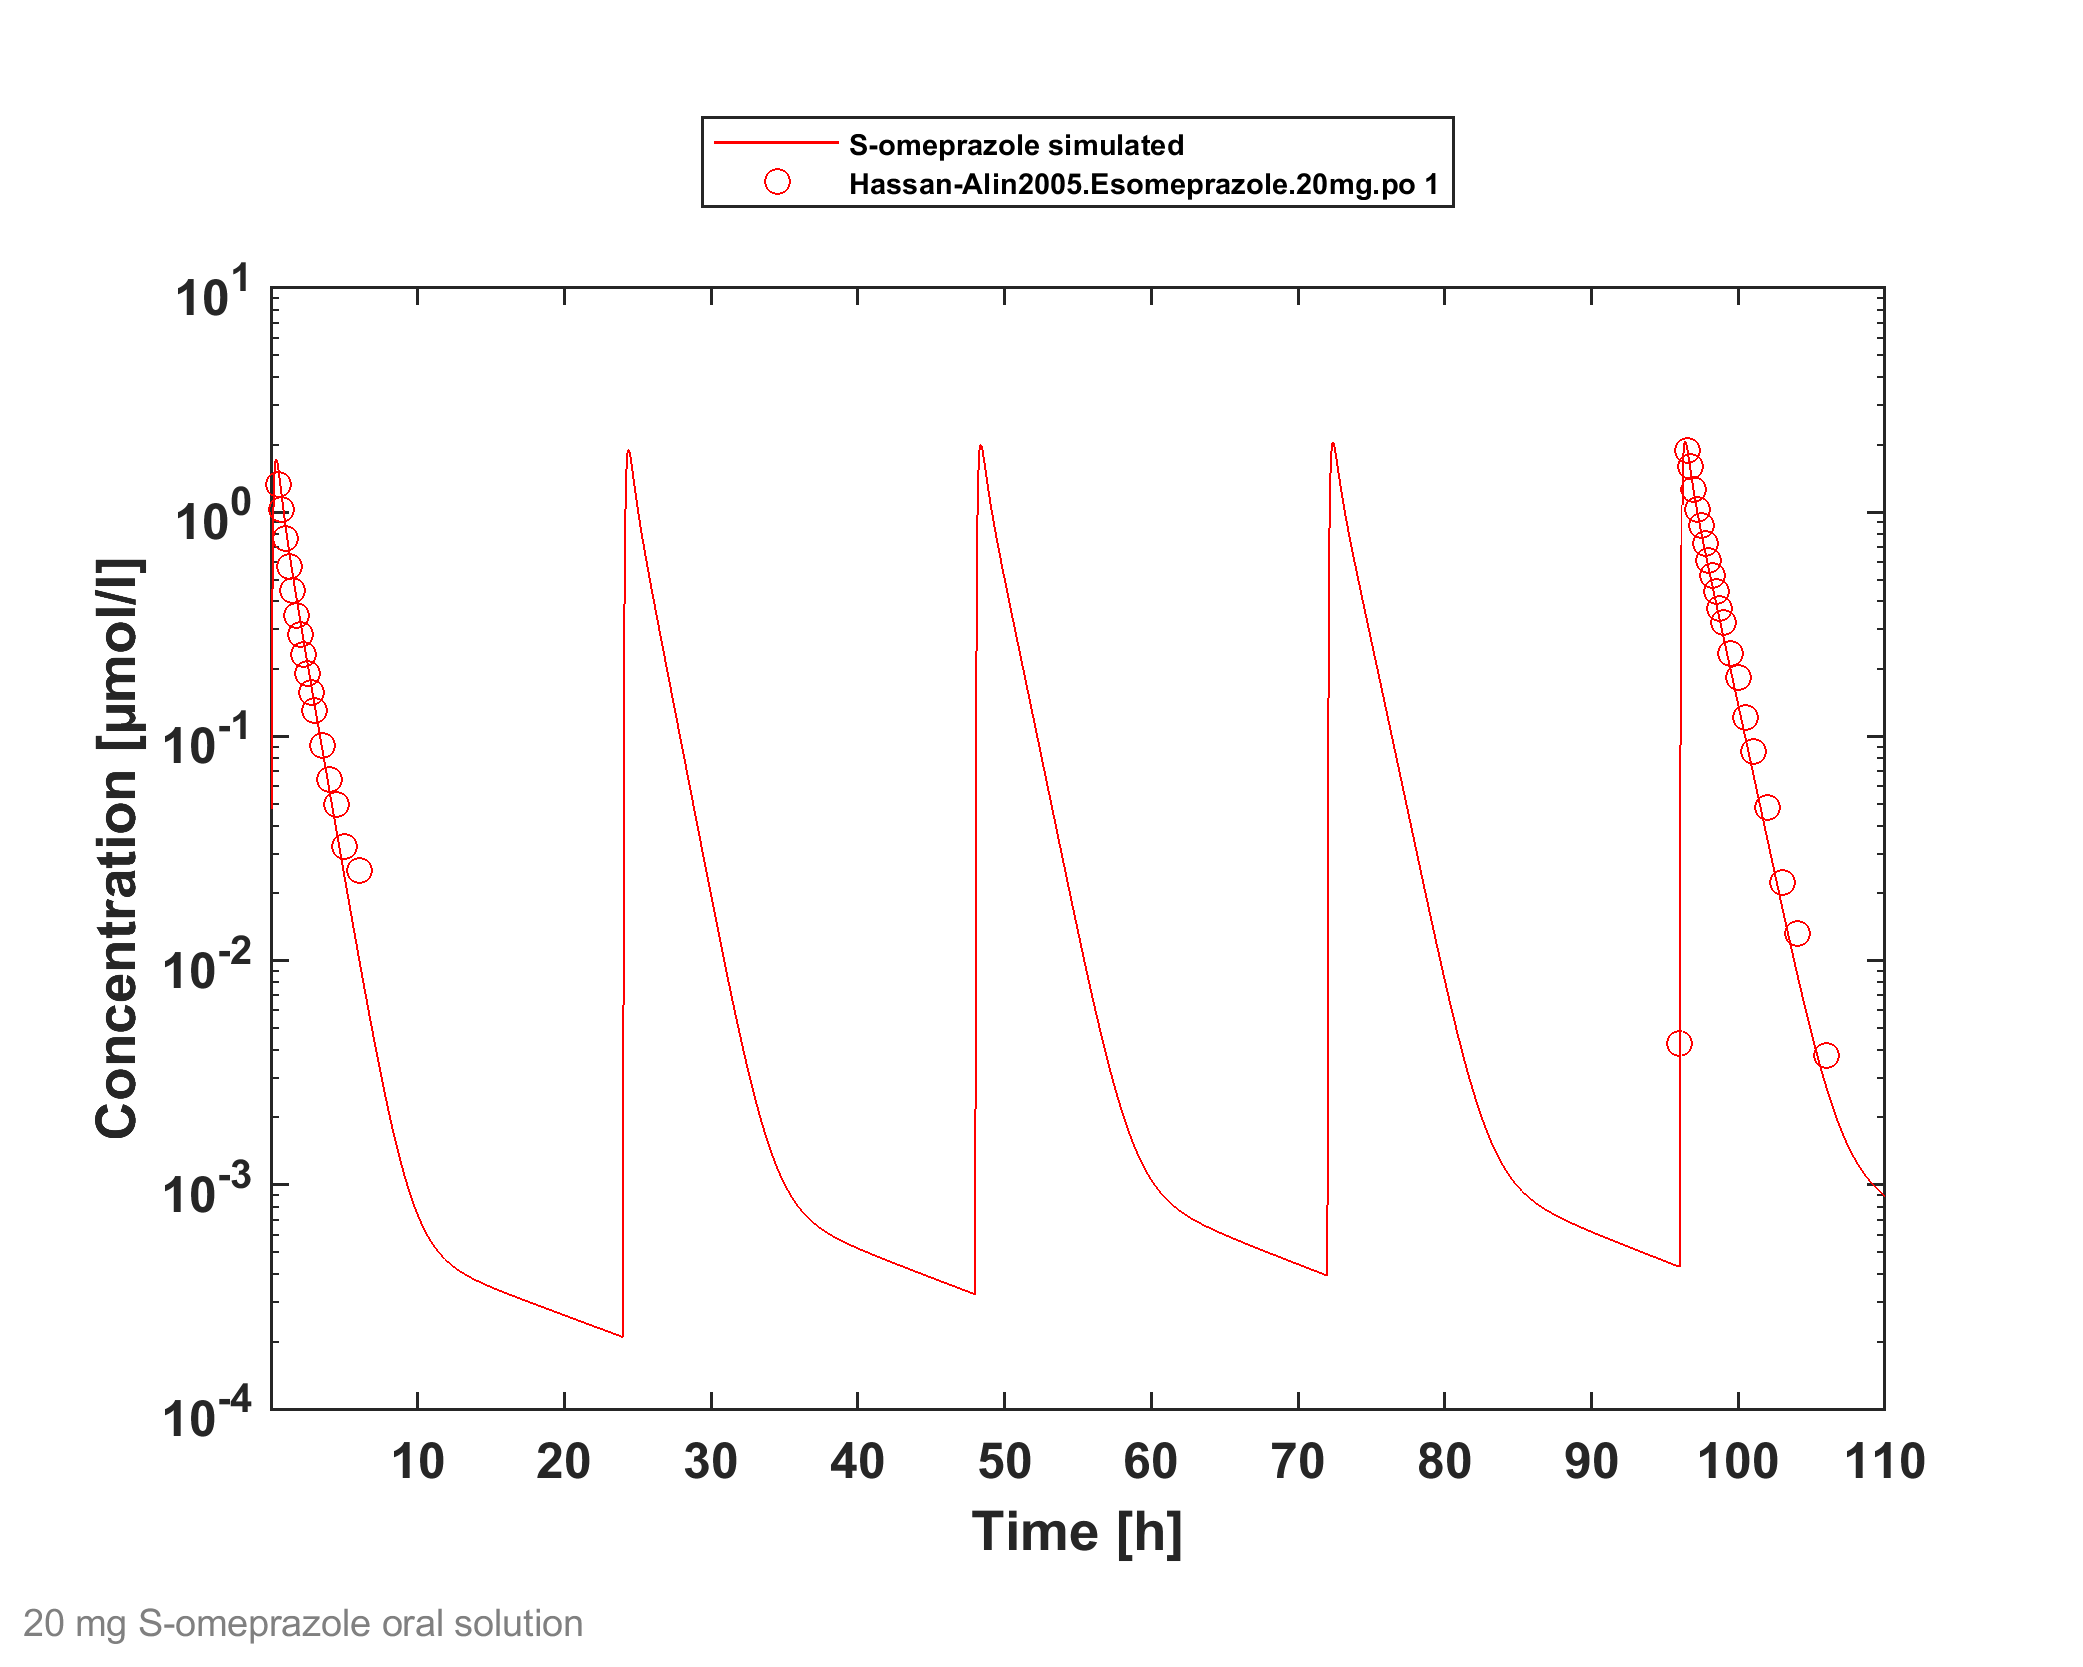 S-omeprazole simulated
Hassan-Alin2005.Esomeprazole.20mg.po 1
10^1
10^0
10^-1
10^-2
10^-3
10^-4
Concentration [µmol/l]
10 20 30 40 50 60 70 80 90 100 110
Time [h]
20 mg S-omeprazole oral solution